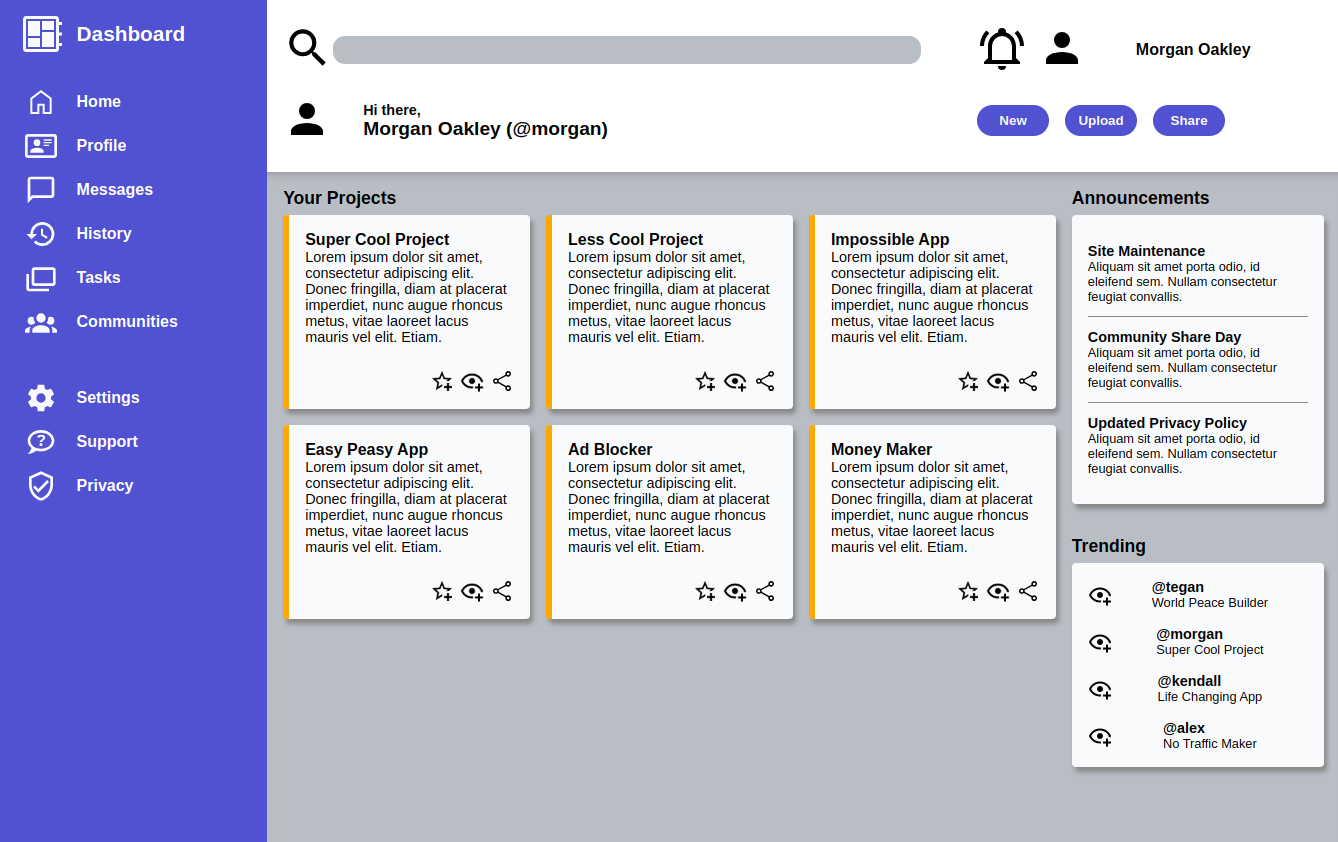 Dashboard
Home
Profile
Messages
History
Tasks
Communities
Settings
Support
Privacy
Morgan Oakley
Hi there,
Morgan Oakley (@morgan)
New
Upload
Share
Your Projects
Super Cool Project
Lorem ipsum dolor sit amet,
consectetur adipiscing elit.
Donec fringilla, diam at placerat
imperdiet, nunc augue rhoncus
metus, vitae laoreet lacus
mauris vel elit. Etiam.
Less Cool Project
Lorem ipsum dolor sit amet,
consectetur adipiscing elit.
Donec fringilla, diam at placerat
imperdiet, nunc augue rhoncus
metus, vitae laoreet lacus
mauris vel elit. Etiam.
Impossible App
Lorem ipsum dolor sit amet,
consectetur adipiscing elit.
Donec fringilla, diam at placerat
imperdiet, nunc augue rhoncus
metus, vitae laoreet lacus
mauris vel elit. Etiam.
Easy Peasy App
Lorem ipsum dolor sit amet,
consectetur adipiscing elit.
Donec fringilla, diam at placerat
imperdiet, nunc augue rhoncus
metus, vitae laoreet lacus
mauris vel elit. Etiam.
Ad Blocker
Lorem ipsum dolor sit amet,
consectetur adipiscing elit.
Donec fringilla, diam at placerat
imperdiet, nunc augue rhoncus
metus, vitae laoreet lacus
mauris vel elit. Etiam.
Money Maker
Lorem ipsum dolor sit amet,
consectetur adipiscing elit.
Donec fringilla, diam at placerat
imperdiet, nunc augue rhoncus
metus, vitae laoreet lacus
mauris vel elit. Etiam.
Announcements
Site Maintenance
Aliquam sit amet porta odio, id
eleifend sem. Nullam consectetur
feugiat convallis.
Community Share Day
Aliquam sit amet porta odio, id
eleifend sem. Nullam consectetur
feugiat convallis.
Updated Privacy Policy
Aliquam sit amet porta odio, id
eleifend sem. Nullam consectetur
feugiat convallis.
Trending
@tegan
World Peace Builder
@morgan
Super Cool Project
@kendall
Life Changing App
@alex
No Traffic Maker